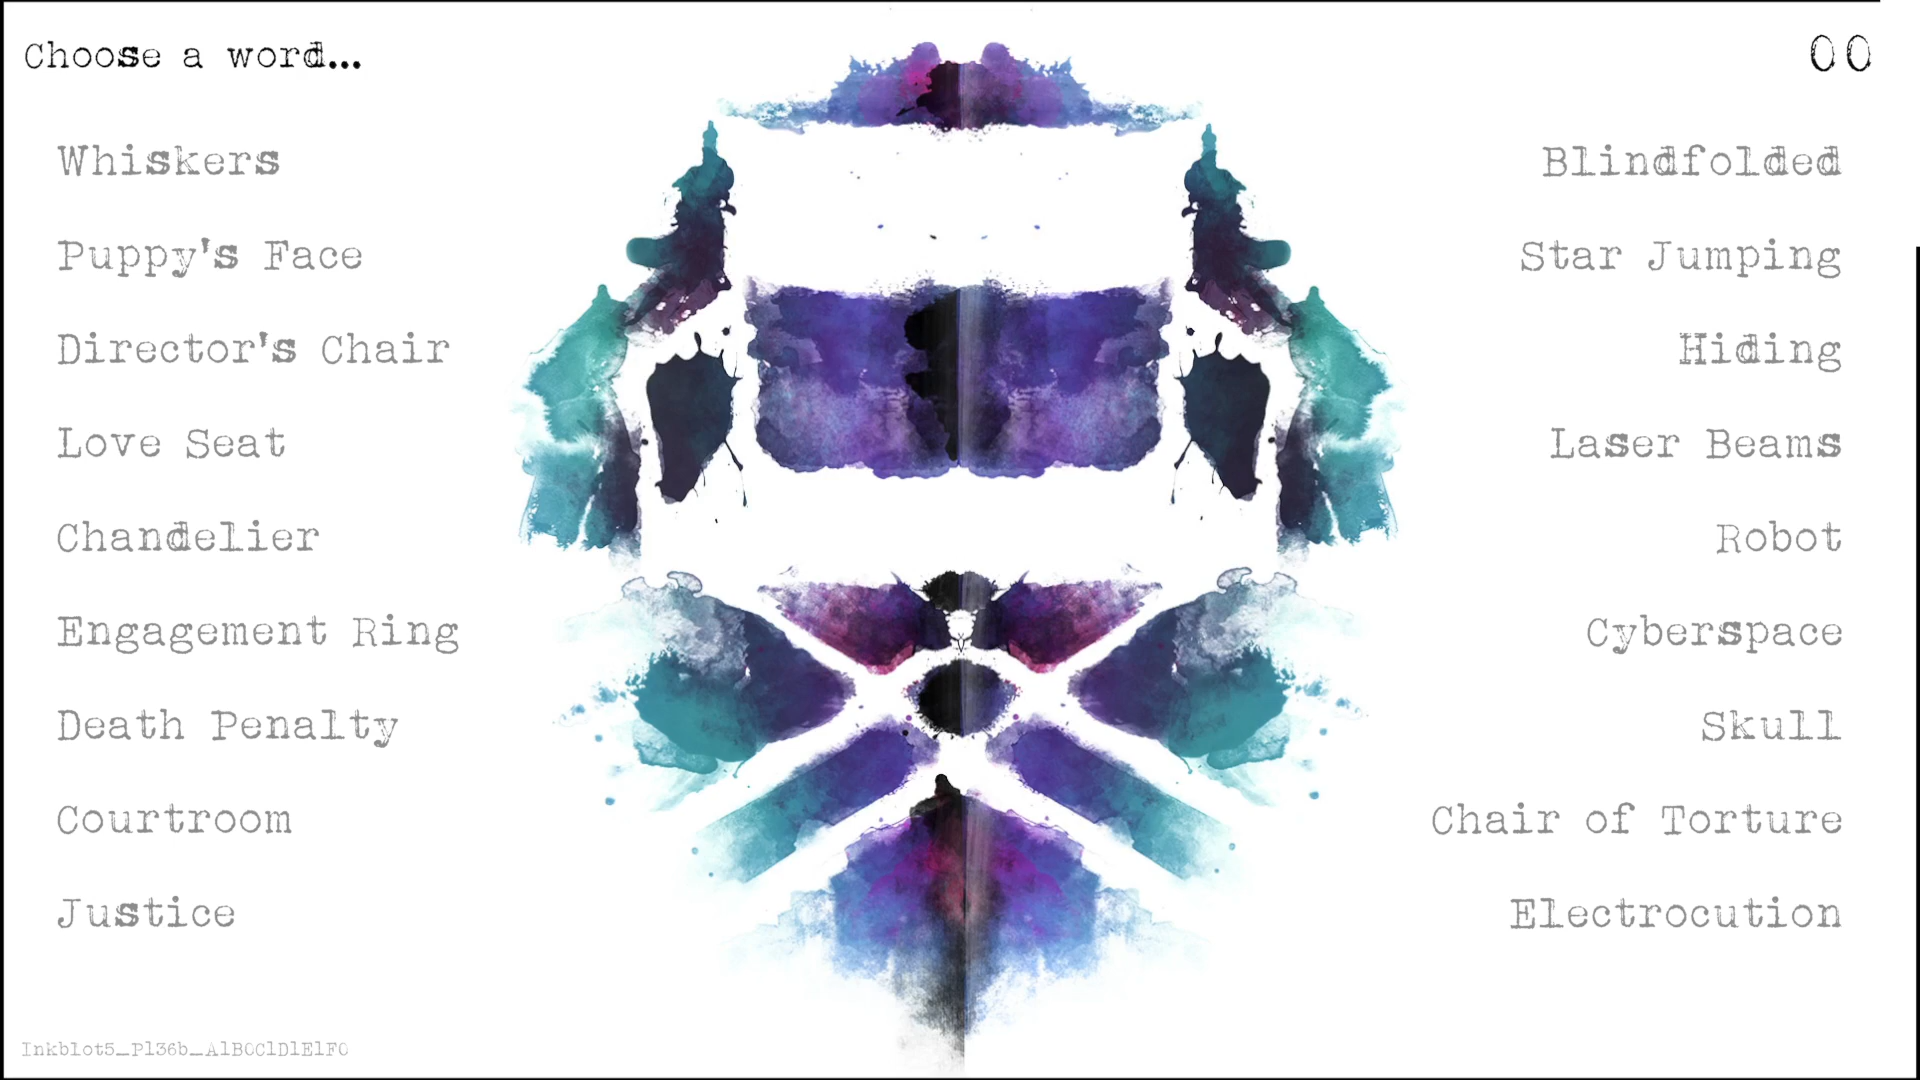 Choose a word...
00
Whiskers
Puppy's Face
Director's Chair
Love Seat
Chandelier
Engagement Ring
Death Penalty
Courtroom
Justice
Blindfolded
Star Jumping
Hiding
Laser Beams
Robot
Cyberspace
Skull
Chair of Torture
Electrocution
Inkblot5_P136b_A1B0C1D1E1F0